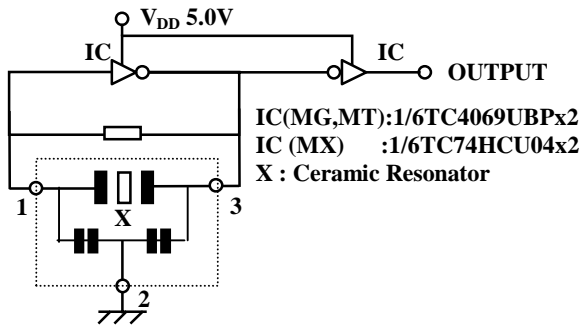 V_DD 5.0V
IC
IC
OUTPUT
IC(MG,MT):1/6TC4069UBPx2
IC (MX) :1/6TC74HCU04x2
X : Ceramic Resonator
1
X
3
2